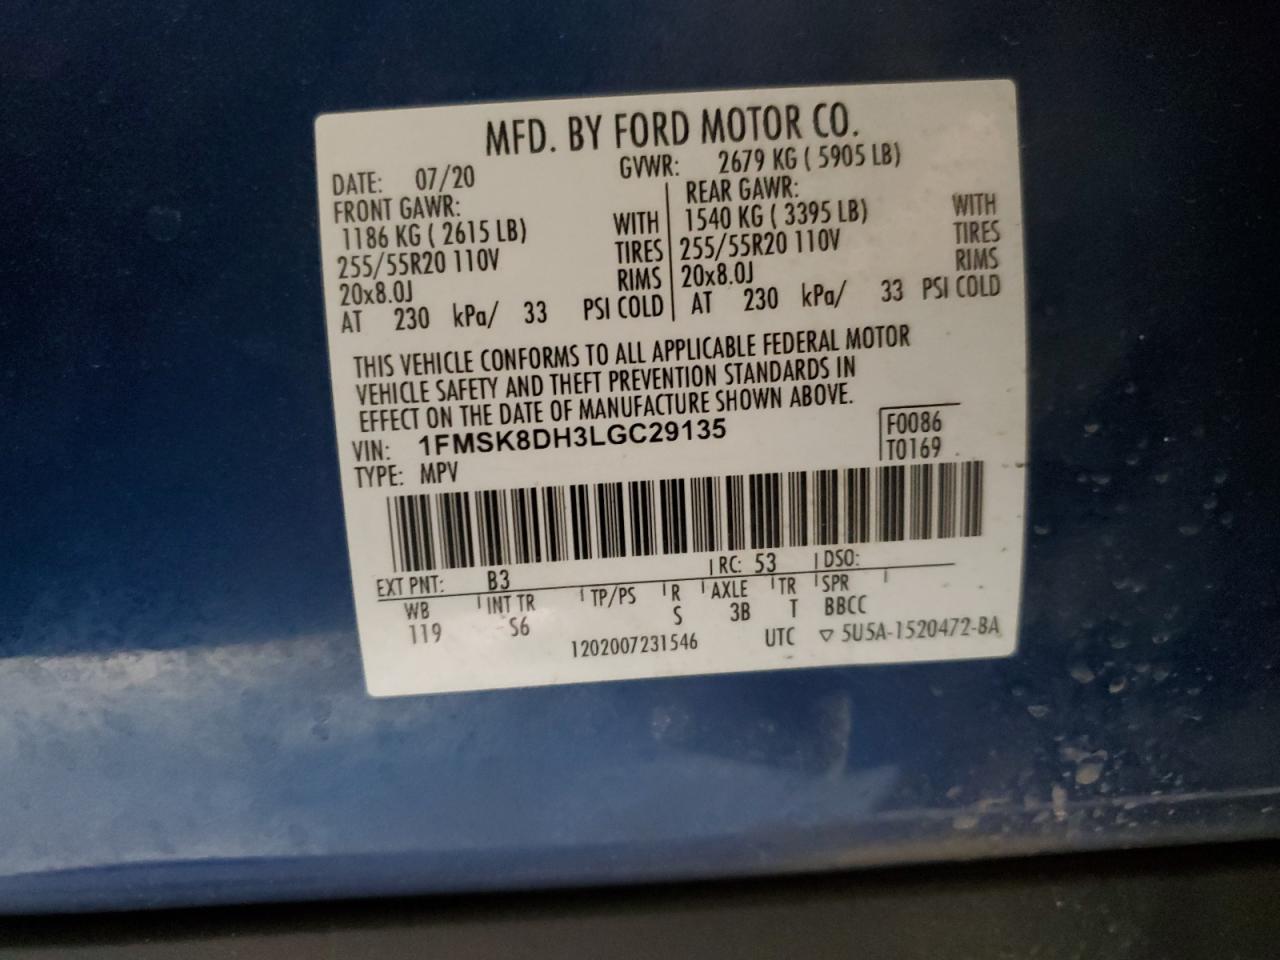 MFD. BY FORD MOTOR CO.
DATE: 07/20 GVWR: 2679 KG ( 5905 LB)
FRONT GAWR: REAR GAWR:
1186 KG ( 2615 LB) WITH 1540 KG ( 3395 LB) WITH
255/55R20 110V TIRES 255/55R20 110V TIRES
20x8.0J RIMS 20x8.0J RIMS
AT 230 kPa/ 33 PSI COLD AT 230 kPa/ 33 PSI COLD
THIS VEHICLE CONFORMS TO ALL APPLICABLE FEDERAL MOTOR
VEHICLE SAFETY AND THEFT PREVENTION STANDARDS IN
EFFECT ON THE DATE OF MANUFACTURE SHOWN ABOVE.
VIN: 1FMSK8DH3LGC29135 F0086
TYPE: MPV T0169
EXT PNT: B3 RC: 53 DSO:
WB INT TR TP/PS R AXLE TR SPR
119 S6 S 3B T BBCC
1202007231546 UTC ▽ 5U5A-1520472-BA